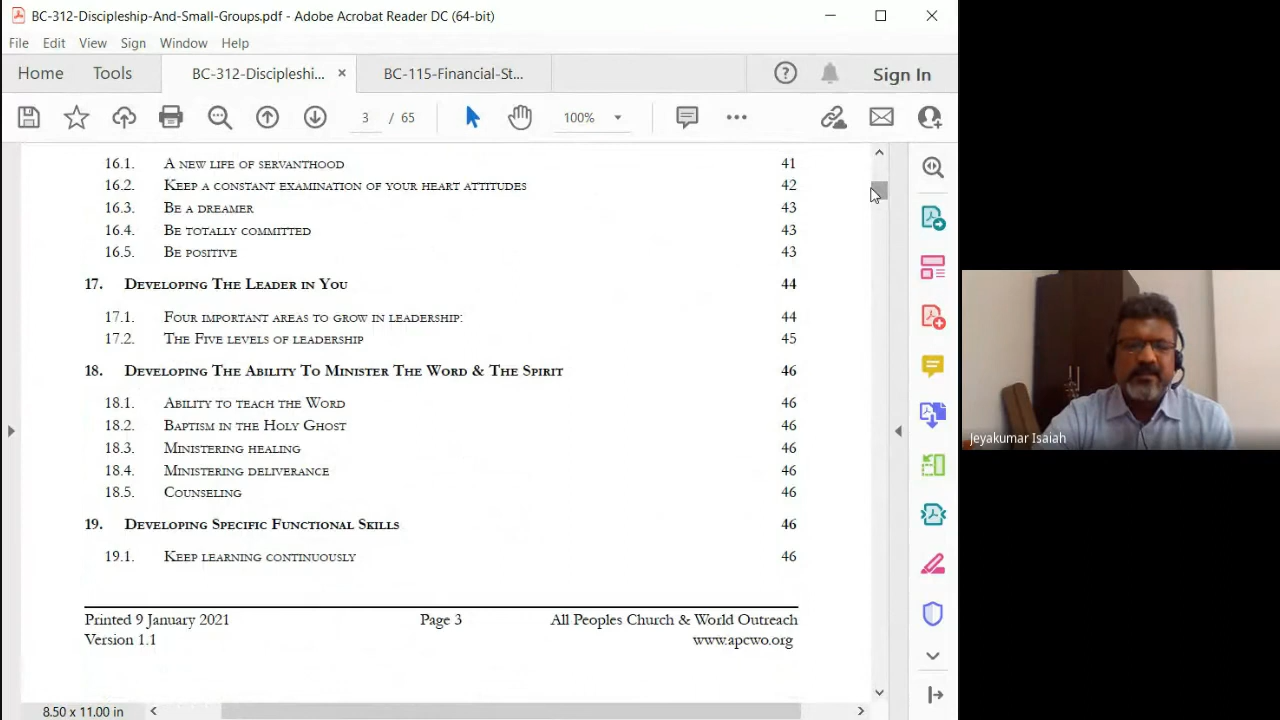 BC-312-Discipleship-And-Small-Groups.pdf - Adobe Acrobat Reader DC (64-bit)
File Edit View Sign Window Help
Home Tools BC-312-Discipleshi... × BC-115-Financial-St... Sign In
3 / 65 100%
16.1. A new life of servanthood 41
16.2. Keep a constant examination of your heart attitudes 42
16.3. Be a dreamer 43
16.4. Be totally committed 43
16.5. Be positive 43
17. Developing The Leader in You 44
17.1. Four important areas to grow in leadership: 44
17.2. The Five levels of leadership 45
18. Developing The Ability To Minister The Word & The Spirit 46
18.1. Ability to teach the Word 46
18.2. Baptism in the Holy Ghost 46
18.3. Ministering healing 46
18.4. Ministering deliverance 46
18.5. Counseling 46
19. Developing Specific Functional Skills 46
19.1. Keep learning continuously 46
Printed 9 January 2021 Page 3 All Peoples Church & World Outreach
Version 1.1 www.apcwo.org
8.50 x 11.00 in
Jeyakumar Isaiah